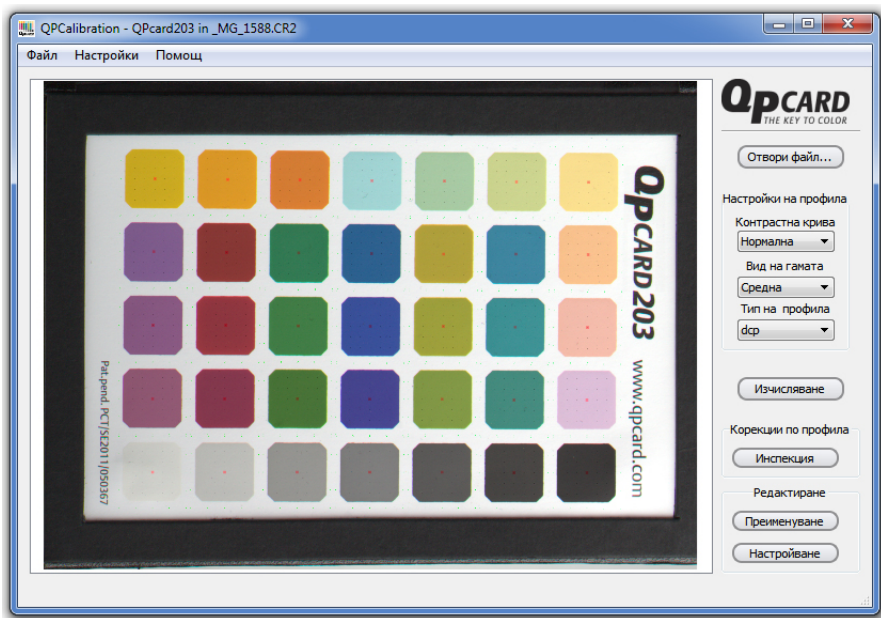 QPCalibration - QPcard203 in _MG_1588.CR2
Файл Настройки Помощ
QPCARD
THE KEY TO COLOR
Отвори файл...
Настройки на профила
Контрастна крива
Нормална
Вид на гамата
Средна
Тип на профила
dcp
Изчисляване
Корекции по профила
Инспекция
Редактиране
Преименуване
Настройване
QPCARD203 www.qpcard.com
Pat.pend. PCT/SE2011/050367